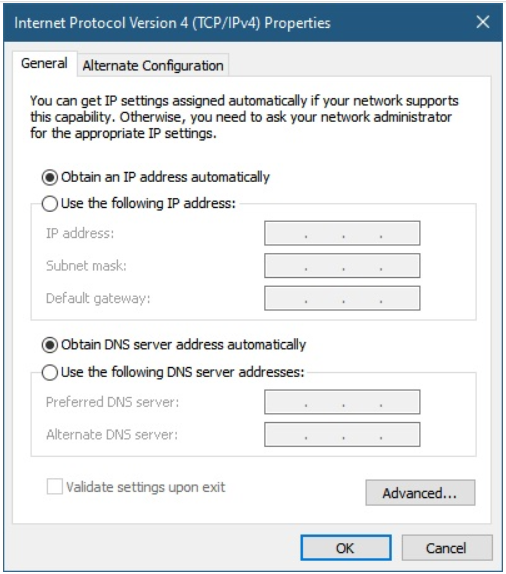 Internet Protocol Version 4 (TCP/IPv4) Properties
General
Alternate Configuration
You can get IP settings assigned automatically if your network supports
this capability. Otherwise, you need to ask your network administrator
for the appropriate IP settings.
Obtain an IP address automatically
Use the following IP address:
IP address:
Subnet mask:
Default gateway:
Obtain DNS server address automatically
Use the following DNS server addresses:
Preferred DNS server:
Alternate DNS server:
Validate settings upon exit
Advanced...
OK
Cancel